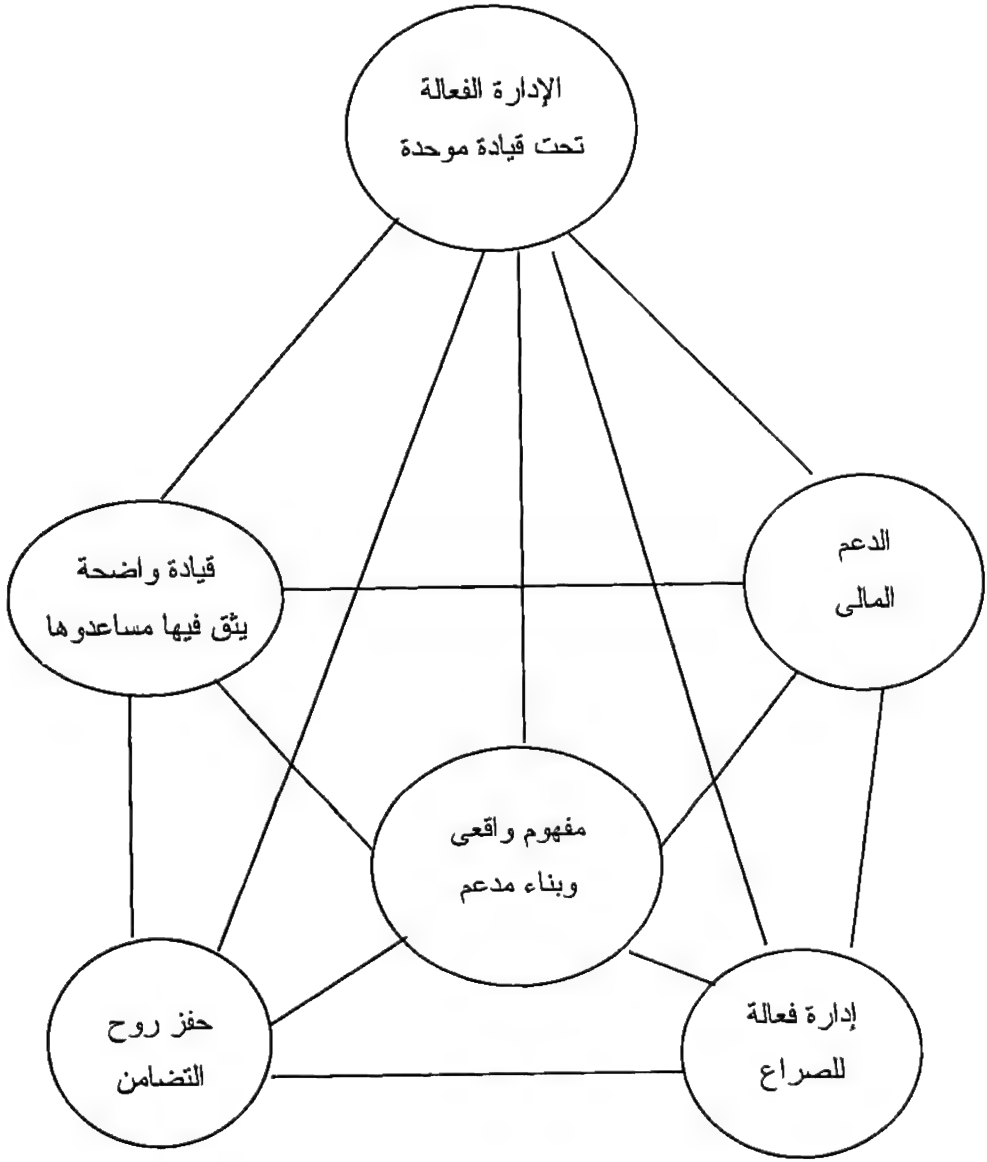 الإدارة الفعالة
تحت قيادة موحدة
الدعم
المالى
قيادة واضحة
يثق فيها مساعدوها
مفهوم واقعى
وبناء مدعم
إدارة فعالة
للصراع
حفز روح
التضامن